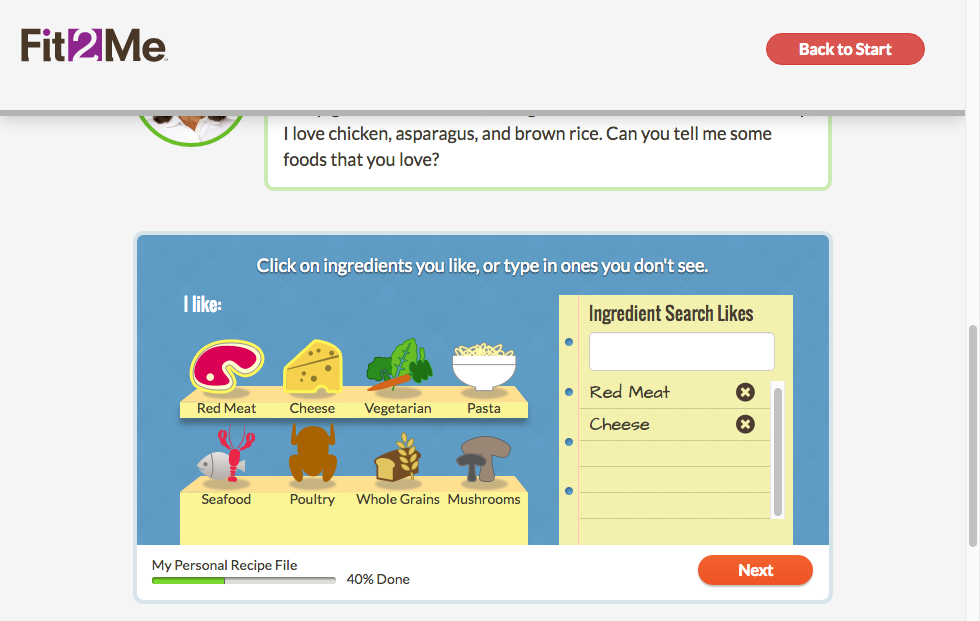 Fit2Me
Back to Start
I love chicken, asparagus, and brown rice. Can you tell me some
foods that you love?
Click on ingredients you like, or type in ones you don't see.
I like:
Ingredient Search Likes
Red Meat
Cheese
Red Meat Cheese Vegetarian Pasta
Seafood Poultry Whole Grains Mushrooms
My Personal Recipe File
40% Done
Next